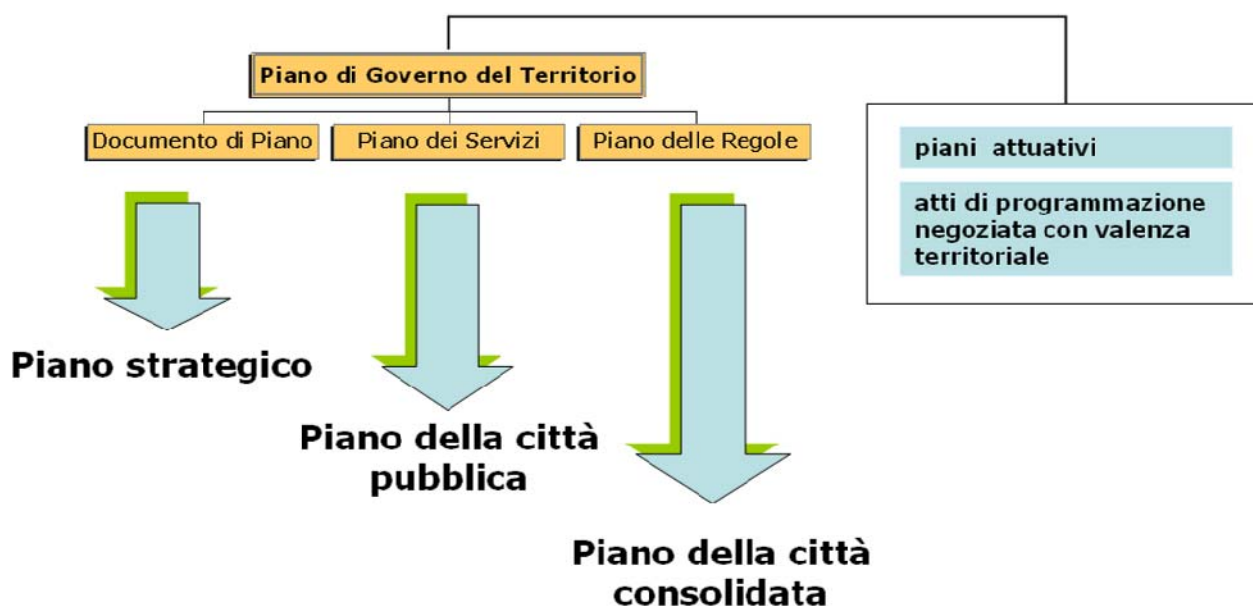 Piano di Governo del Territorio
Documento di Piano
Piano dei Servizi
Piano delle Regole
piani attuativi
atti di programmazione
negoziata con valenza
territoriale
Piano strategico
Piano della città
pubblica
Piano della città
consolidata